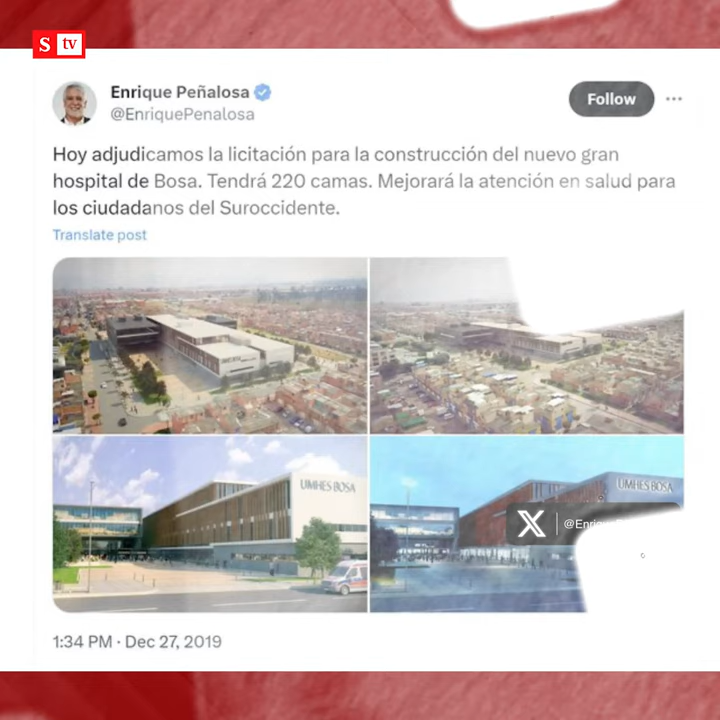 S tv
Enrique Peñalosa
@EnriquePenalosa
Follow
Hoy adjudicamos la licitación para la construcción del nuevo gran
hospital de Bosa. Tendrá 220 camas. Mejorará la atención en salud para
los ciudadanos del Suroccidente.
Translate post
UMHES BOSA
UMHES BOSA
X
1:34 PM · Dec 27, 2019